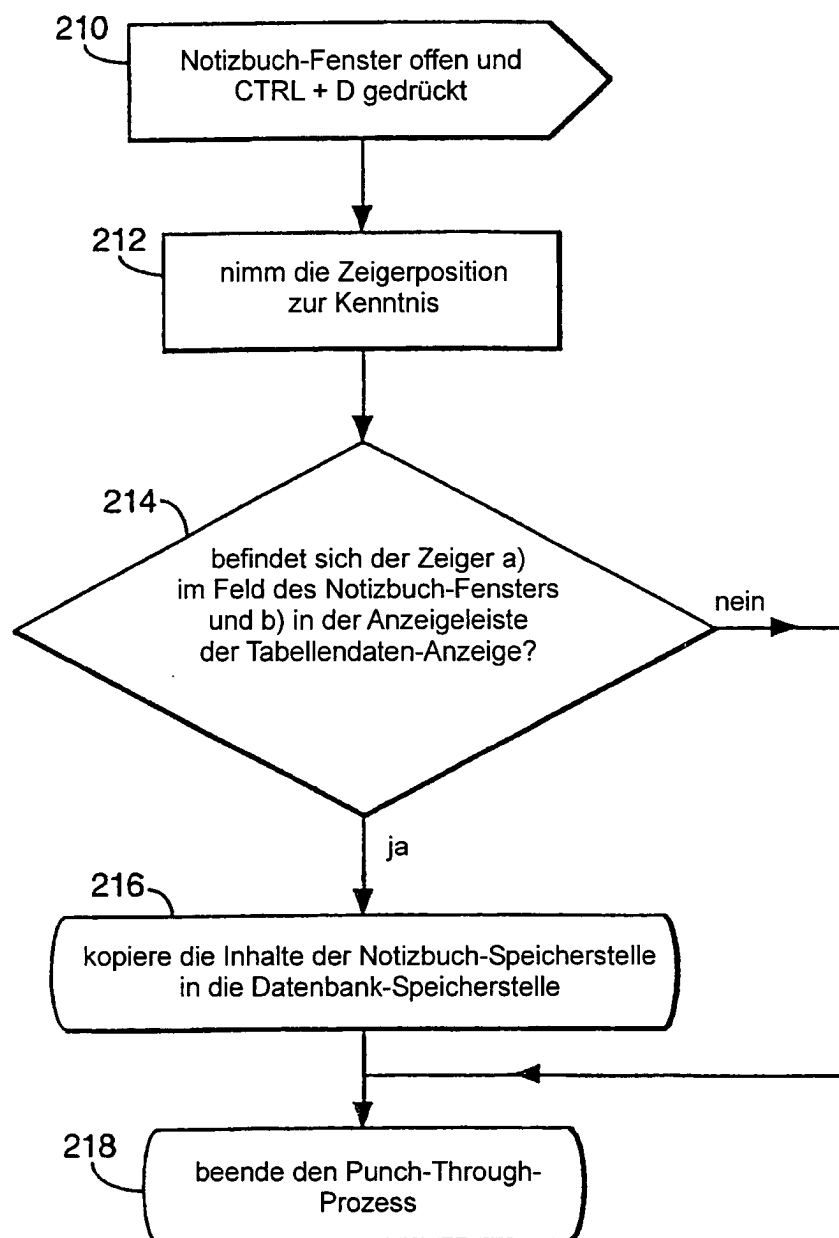 210
Notizbuch-Fenster offen und
CTRL + D gedrückt
212
nimm die Zeigerposition
zur Kenntnis
214
befindet sich der Zeiger a)
im Feld des Notizbuch-Fensters
und b) in der Anzeigeleiste
der Tabellendaten-Anzeige?
nein
ja
216
kopiere die Inhalte der Notizbuch-Speicherstelle
in die Datenbank-Speicherstelle
218
beende den Punch-Through-
Prozess